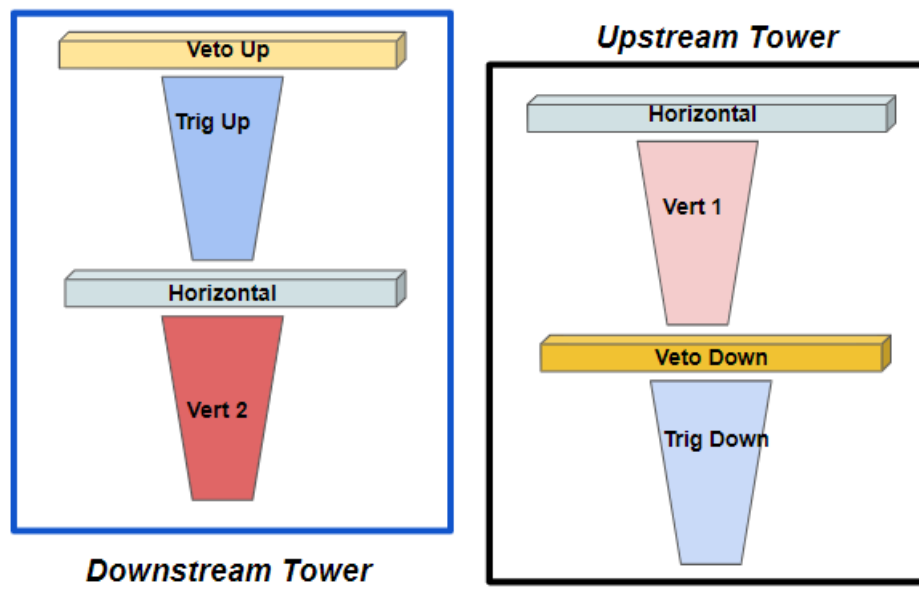 Veto Up
Trig Up
Horizontal
Vert 2
Downstream Tower
Upstream Tower
Horizontal
Vert 1
Veto Down
Trig Down